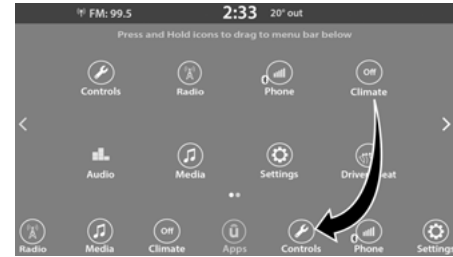 FM: 99.5 2:33 20° out
Press and Hold icons to drag to menu bar below
Off
Controls Radio Phone Climate
Audio Media Settings Driver Seat
Off ū
Radio Media Climate Apps Controls Phone Settings